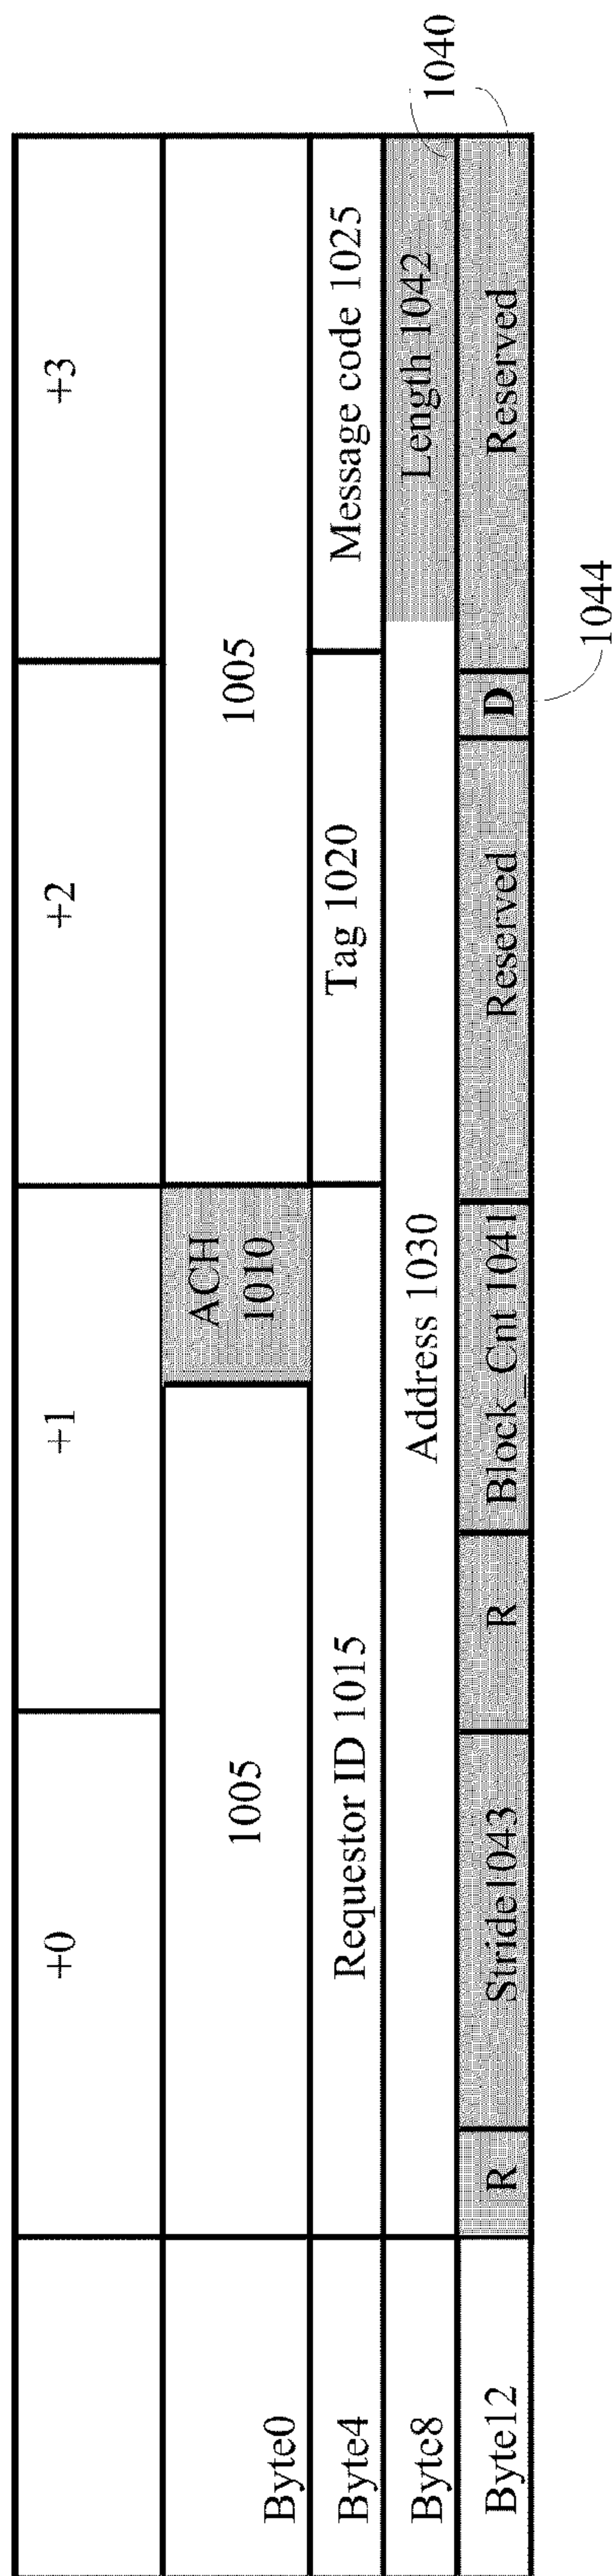 +0 +1 +2 +3
Byte0 1005 ACH 1010 1005
Byte4 Requestor ID 1015 Tag 1020 Message code 1025
Bytc8 Address 1030 Length 1042
Byte12 R Stride1043 R Block_Cnt 1041 Reserved D Reserved
1040
1044